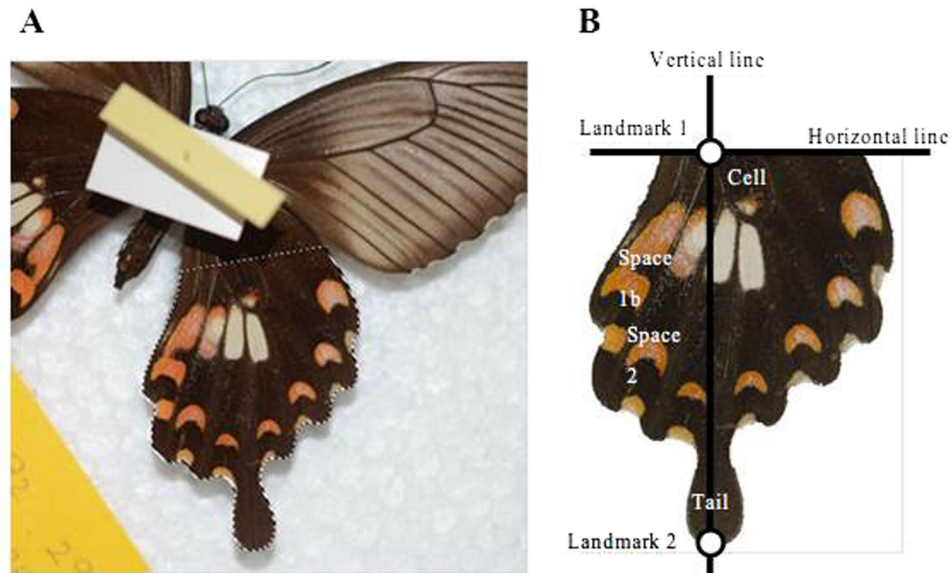 A
B
Vertical line
Landmark 1
Horizontal line
Cell
Space
1b
Space
2
Tail
Landmark 2